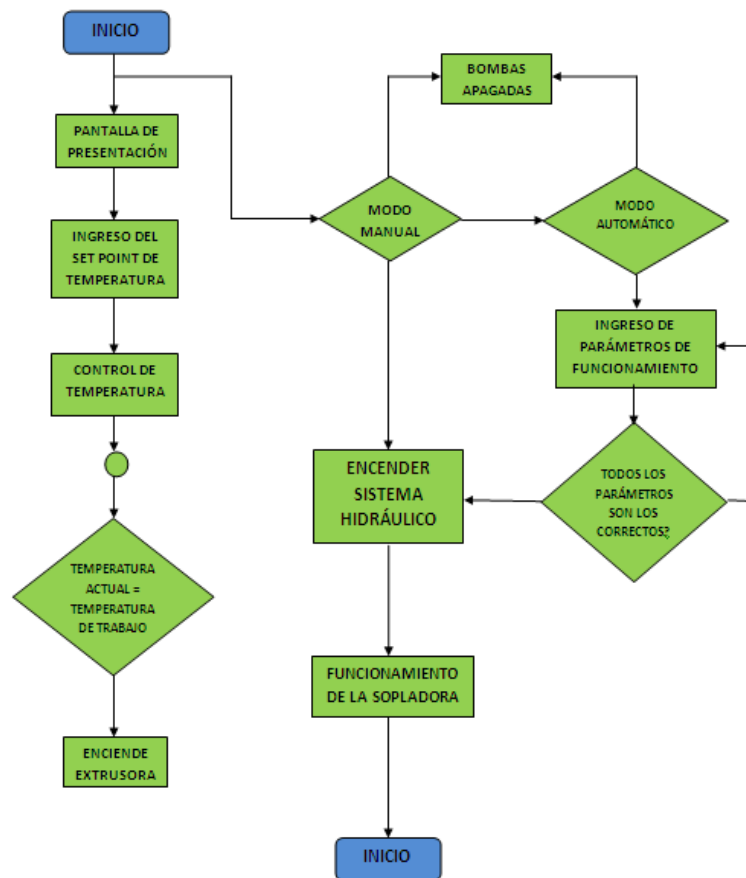 INICIO
PANTALLA DE
PRESENTACIÓN
INGRESO DEL
SET POINT DE
TEMPERATURA
CONTROL DE
TEMPERATURA
TEMPERATURA
ACTUAL =
TEMPERATURA
DE TRABAJO
ENCIENDE
EXTRUSORA
BOMBAS
APAGADAS
MODO
MANUAL
MODO
AUTOMÁTICO
INGRESO DE
PARÁMETROS DE
FUNCIONAMIENTO
TODOS LOS
PARÁMETROS
SON LOS
CORRECTOS?
ENCENDER
SISTEMA
HIDRÁULICO
FUNCIONAMIENTO
DE LA SOPLADORA
INICIO